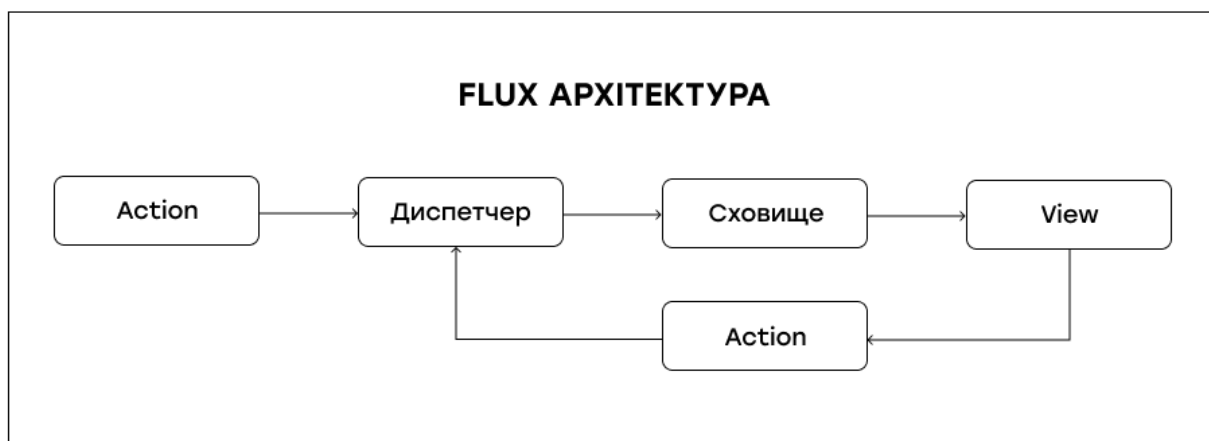 FLUX АРХІТЕКТУРА
Action
Диспетчер
Сховище
View
Action